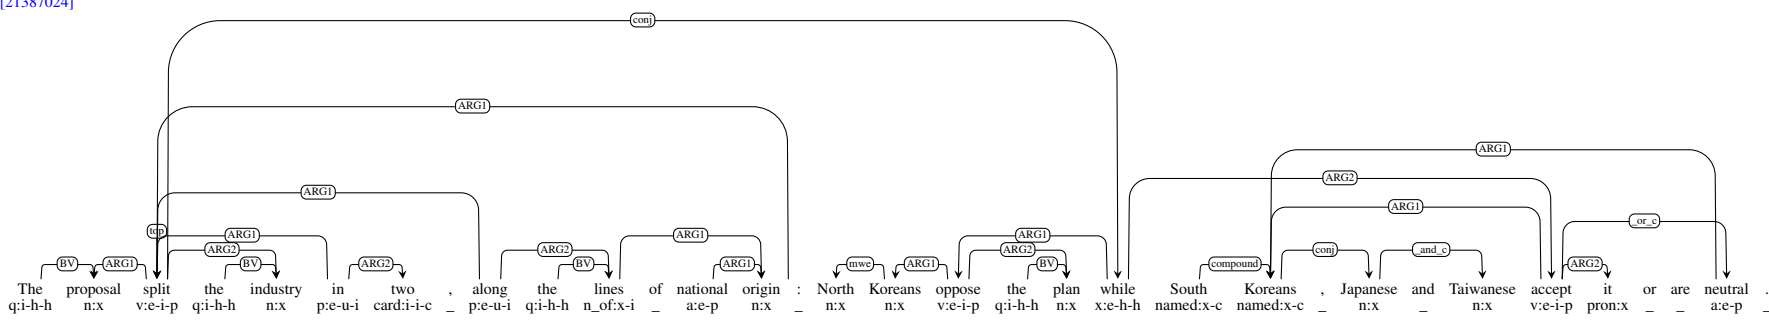 [21387024]
conj
ARG1
ARG1
ARG2
ARG1
ARG1
_or_c
top
ARG1
ARG1
ARG1
ARG2
ARG2
ARG2
conj
_and_c
BV
ARG1
BV
ARG2
BV
ARG1
mwe
ARG1
BV
compound
ARG2
The proposal split the industry in two , along the lines of national origin : North Koreans oppose the plan while South Koreans , Japanese and Taiwanese accept it or are neutral .
q:i-h-h n:x v:e-i-p q:i-h-h n:x p:e-u-i card:i-i-c _ p:e-u-i q:i-h-h n_of:x-i _ a:e-p n:x _ n:x n:x v:e-i-p q:i-h-h n:x x:e-h-h named:x-c named:x-c _ n:x _ n:x v:e-i-p pron:x _ _ a:e-p _